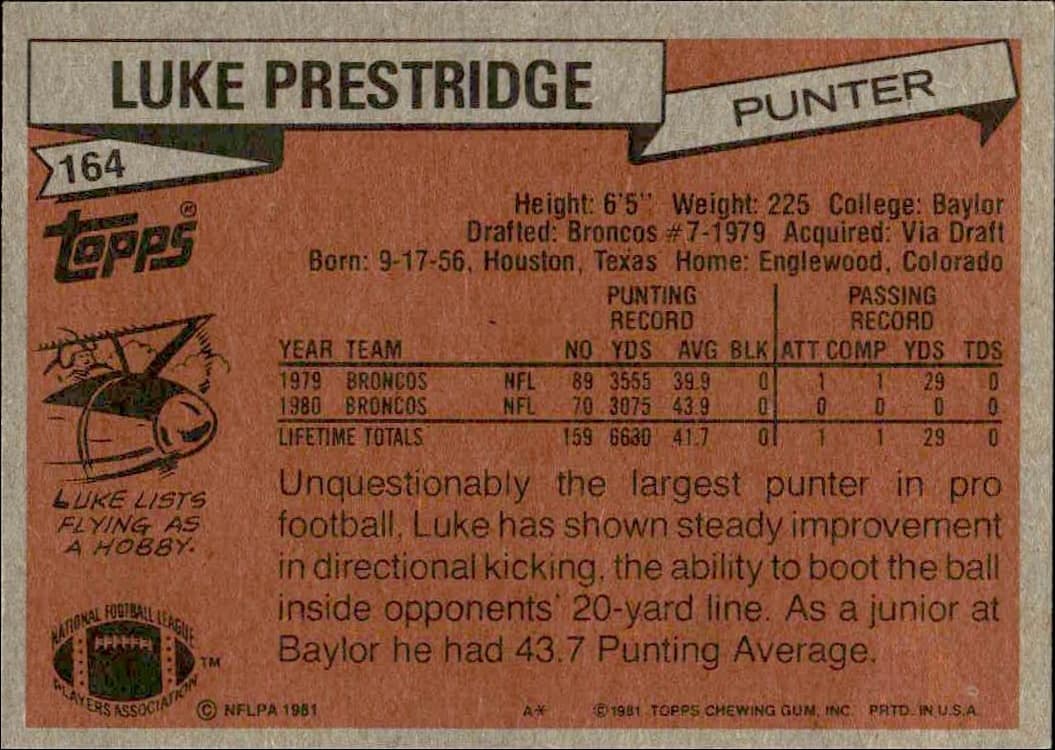 LUKE PRESTRIDGE
PUNTER
164
topps®
Height: 6'5" Weight: 225 College: Baylor
Drafted: Broncos #7-1979 Acquired: Via Draft
Born: 9-17-56, Houston, Texas Home: Englewood, Colorado
PUNTING RECORD PASSING RECORD
YEAR TEAM NO YDS AVG BLK ATT COMP YDS TDS
1979 BRONCOS NFL 89 3555 39.9 0 1 1 29 0
1980 BRONCOS NFL 70 3075 43.9 0 0 0 0 0
LIFETIME TOTALS 159 6630 41.7 0 1 1 29 0
LUKE LISTS
FLYING AS
A HOBBY.
Unquestionably the largest punter in pro
football, Luke has shown steady improvement
in directional kicking, the ability to boot the ball
inside opponents' 20-yard line. As a junior at
Baylor he had 43.7 Punting Average.
NATIONAL FOOTBALL LEAGUE
PLAYERS ASSOCIATION
TM
© NFLPA 1981
A*
©1981 TOPPS CHEWING GUM, INC. PRTD. IN U.S.A.